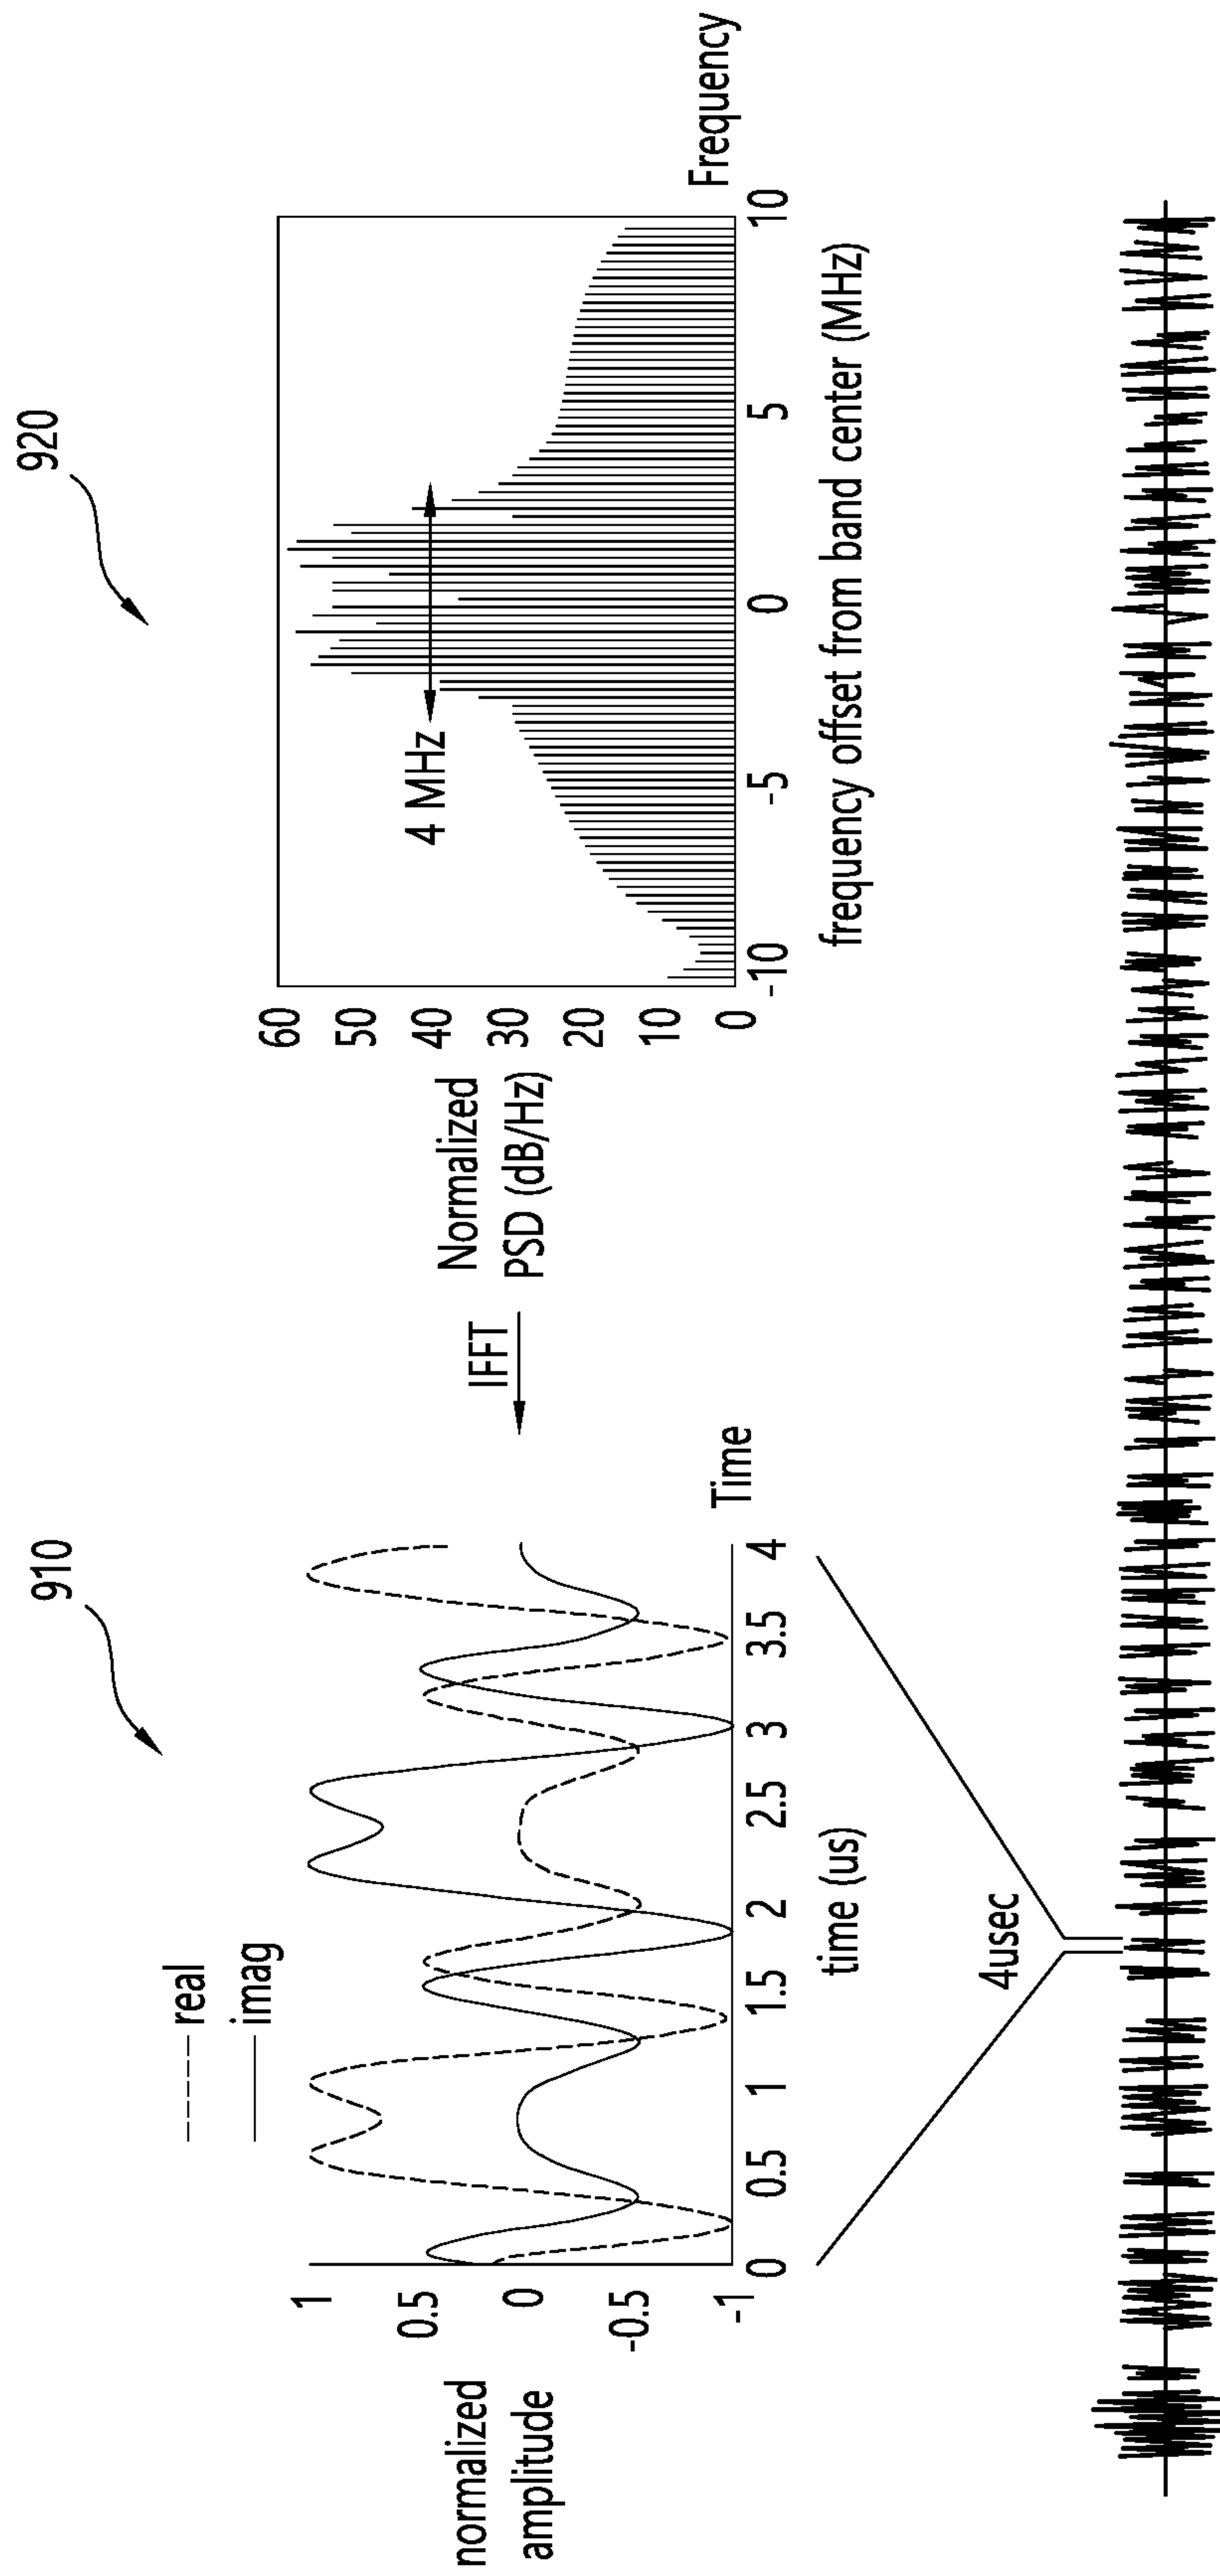 910
real
imag
normalized
amplitude
1
0.5
0
-0.5
-1
0
0.5
1
1.5
2
2.5
3
3.5
4
Time
time (us)
4usec
IFFT
920
Normalized
PSD (dB/Hz)
60
50
40
30
20
10
0
4 MHz
-10
-5
0
5
10
Frequency
frequency offset from band center (MHz)